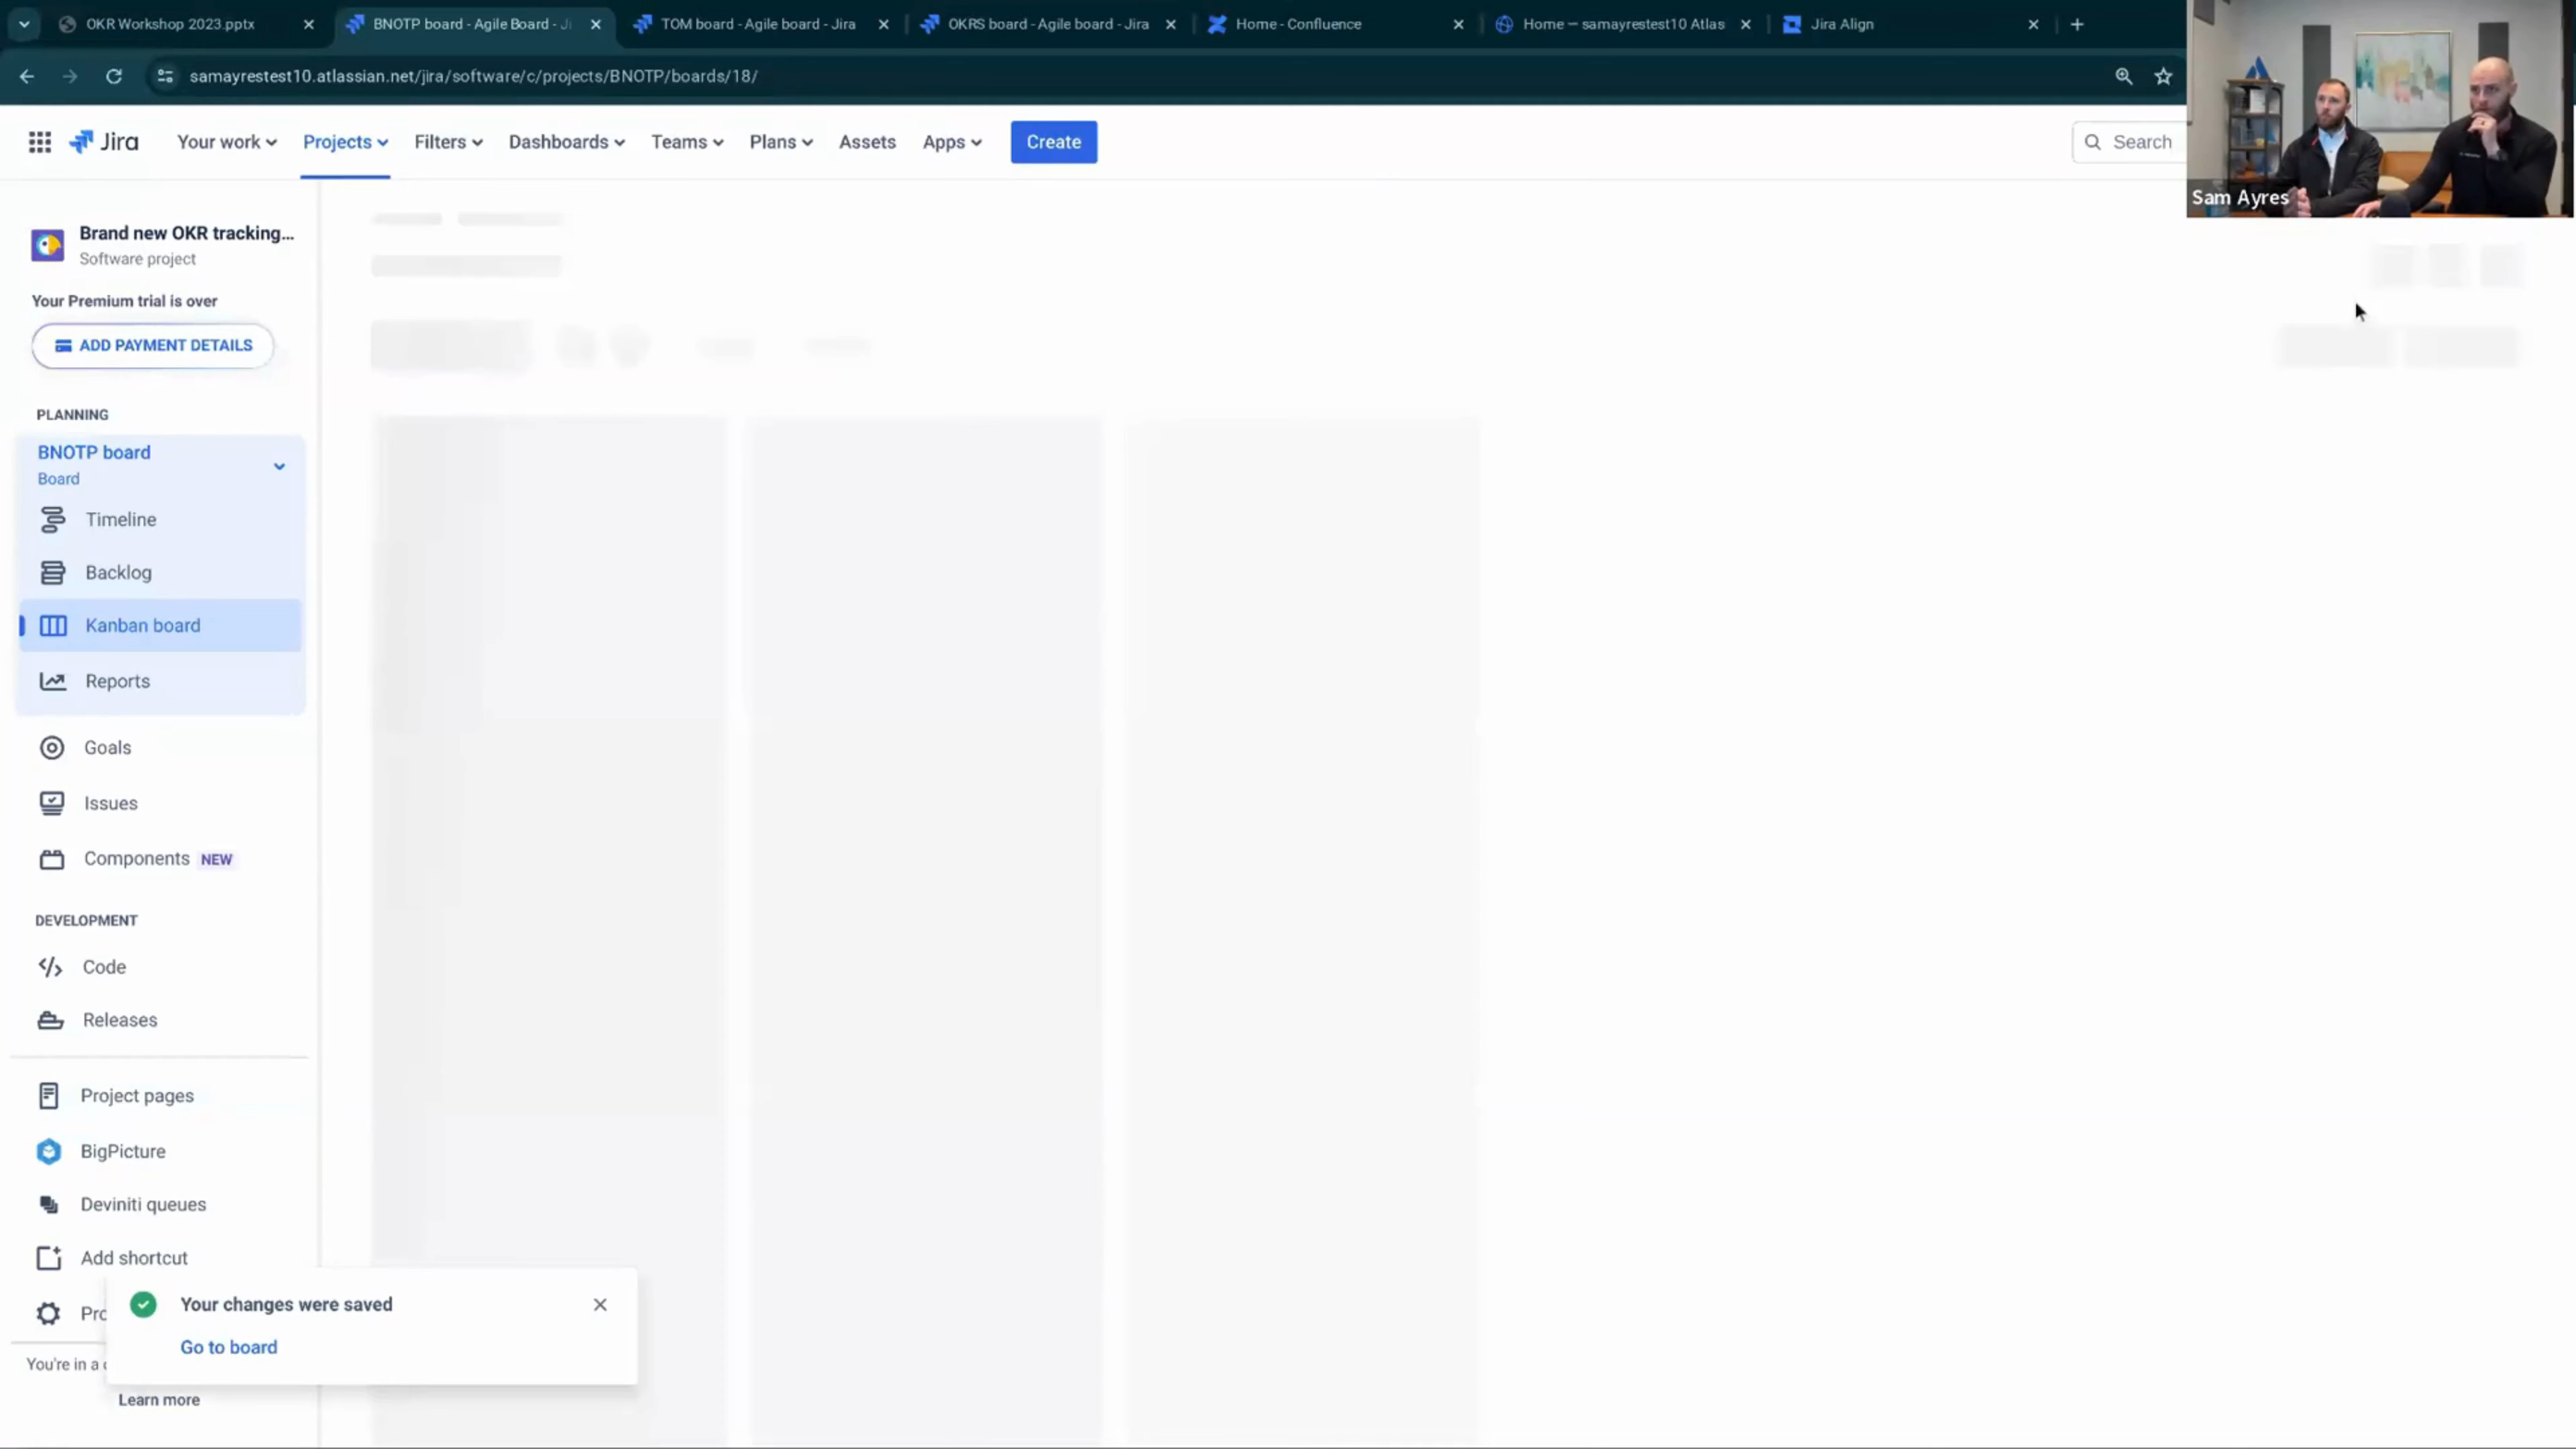 OKR Workshop 2023.pptx
BNOTP board - Agile Board - Ji
TOM board - Agile board - Jira
OKRS board - Agile board - Jira
Home - Confluence
Home — samayrestest10 Atlas
Jira Align
samayrestest10.atlassian.net/jira/software/c/projects/BNOTP/boards/18/
Jira
Your work
Projects
Filters
Dashboards
Teams
Plans
Assets
Apps
Create
Search
Sam Ayres
Brand new OKR tracking...
Software project
Your Premium trial is over
ADD PAYMENT DETAILS
PLANNING
BNOTP board
Board
Timeline
Backlog
Kanban board
Reports
Goals
Issues
Components NEW
DEVELOPMENT
Code
Releases
Project pages
BigPicture
Deviniti queues
Add shortcut
Pro
Your changes were saved
Go to board
You're in a c
Learn more